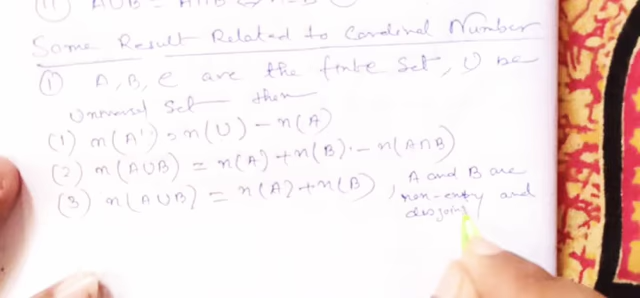 A∪B = A∩B ⇔ A = B
Some Result Related to Cardinal Number
① A, B, C are the finite set, U be
Universal Set then
(1) n(A') = n(U) - n(A)
(2) n(A∪B) = n(A) + n(B) - n(A∩B)
(3) n(A∪B) = n(A) + n(B), A and B are
non-empty and
disjoint